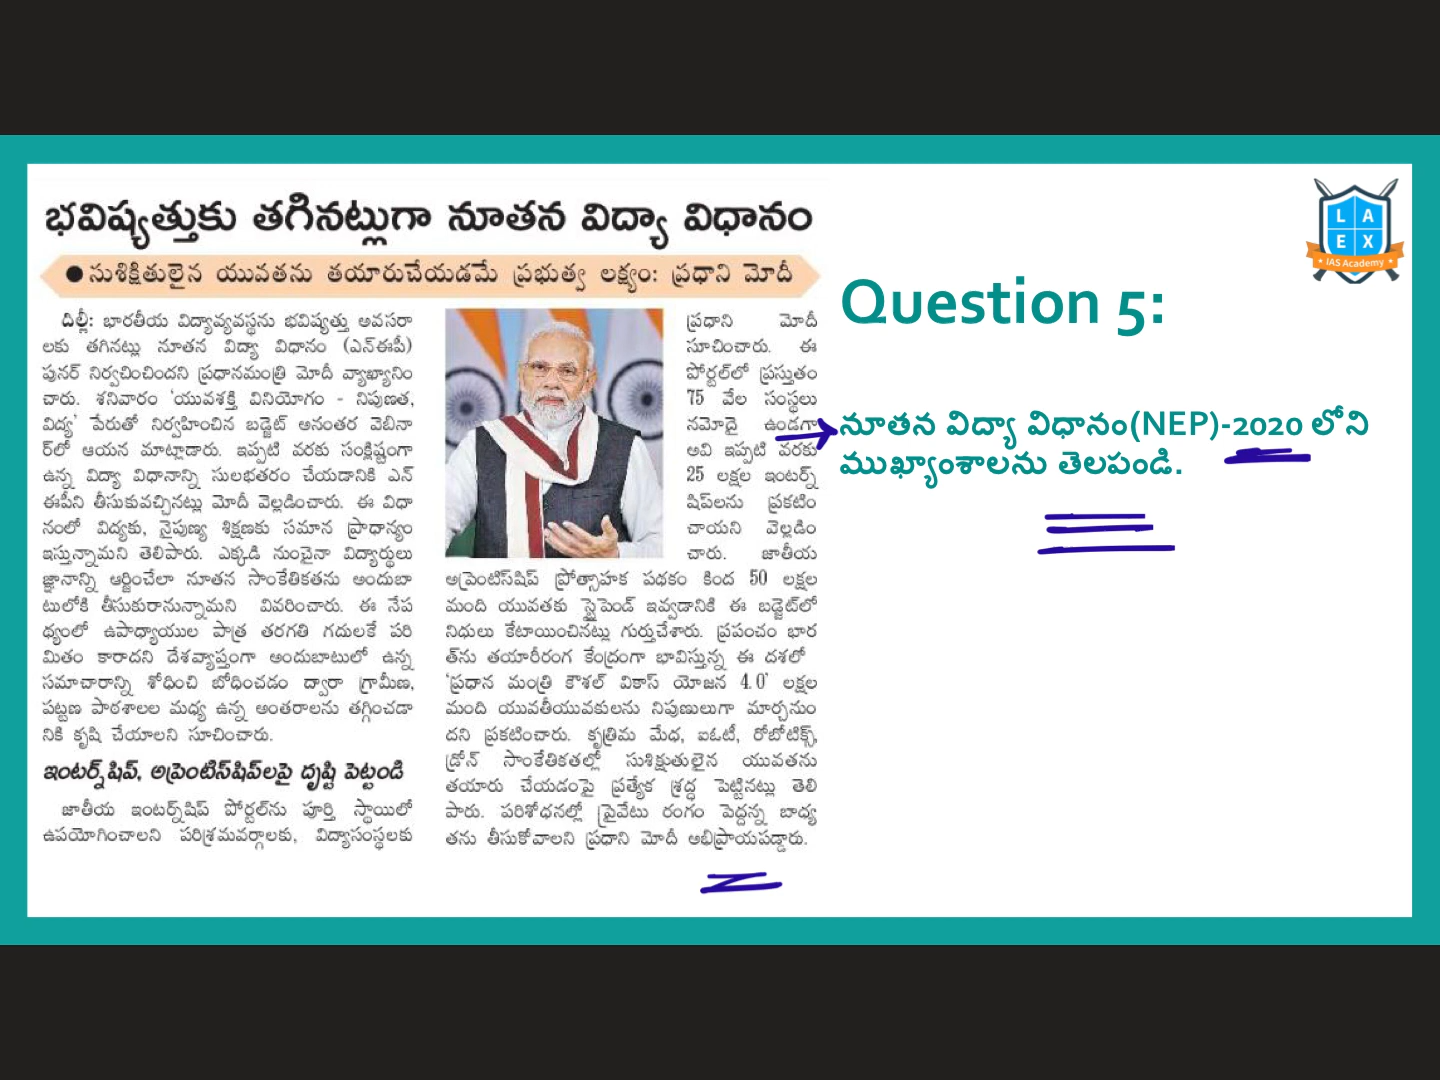 భవిష్యత్తుకు తగినట్లుగా నూతన విద్యా విధానం
● సుశిక్షితులైన యువతను తయారుచేయడమే ప్రభుత్వ లక్ష్యం: ప్రధాని మోదీ
దిల్లీ: భారతీయ విద్యావ్యవస్థను భవిష్యత్తు అవసరా
లకు తగినట్లు నూతన విద్యా విధానం (ఎన్‌ఈపీ)
పునర్ నిర్వచించిందని ప్రధానమంత్రి మోదీ వ్యాఖ్యానిం
చారు. శనివారం ‘యువశక్తి వినియోగం - నిపుణత,
విద్య’ పేరుతో నిర్వహించిన బడ్జెట్ అనంతర వెబినా
ర్‌లో ఆయన మాట్లాడారు. ఇప్పటి వరకు సంక్లిష్టంగా
ఉన్న విద్యా విధానాన్ని సులభతరం చేయడానికి ఎన్
ఈపీని తీసుకువచ్చినట్లు మోదీ వెల్లడించారు. ఈ విధా
నంలో విద్యకు, నైపుణ్య శిక్షణకు సమాన ప్రాధాన్యం
ఇస్తున్నామని తెలిపారు. ఎక్కడి నుంచైనా విద్యార్థులు
జ్ఞానాన్ని ఆర్జించేలా నూతన సాంకేతికతను అందుబా
టులోకి తీసుకురానున్నామని వివరించారు. ఈ నేప
థ్యంలో ఉపాధ్యాయుల పాత్ర తరగతి గదులకే పరి
మితం కారాదని దేశవ్యాప్తంగా అందుబాటులో ఉన్న
సమాచారాన్ని శోధించి బోధించడం ద్వారా గ్రామీణ,
పట్టణ పాఠశాలల మధ్య ఉన్న అంతరాలను తగ్గించడా
నికి కృషి చేయాలని సూచించారు.
ఇంటర్న్‌షిప్, అప్రెంటిస్‌షిప్‌లపై దృష్టి పెట్టండి
జాతీయ ఇంటర్న్‌షిప్ పోర్టల్‌ను పూర్తి స్థాయిలో
ఉపయోగించాలని పరిశ్రమవర్గాలకు, విద్యాసంస్థలకు
ప్రధాని మోదీ
సూచించారు. ఈ
పోర్టల్‌లో ప్రస్తుతం
75 వేల సంస్థలు
నమోదై ఉండగా
అవి ఇప్పటి వరకు
25 లక్షల ఇంటర్న్
షిప్‌లను ప్రకటిం
చాయని వెల్లడిం
చారు. జాతీయ
అప్రెంటిస్‌షిప్ ప్రోత్సాహక పథకం కింద 50 లక్షల
మంది యువతకు స్టైపెండ్ ఇవ్వడానికి ఈ బడ్జెట్‌లో
నిధులు కేటాయించినట్లు గుర్తుచేశారు. ప్రపంచం భార
త్‌ను తయారీరంగ కేంద్రంగా భావిస్తున్న ఈ దశలో
‘ప్రధాన మంత్రి కౌశల్ వికాస్ యోజన 4.0’ లక్షల
మంది యువతీయువకులను నిపుణులుగా మార్చనుం
దని ప్రకటించారు. కృత్రిమ మేధ, ఐఓటీ, రోబోటిక్స్,
డ్రోన్ సాంకేతికతల్లో సుశిక్షుతులైన యువతను
తయారు చేయడంపై ప్రత్యేక శ్రద్ధ పెట్టినట్లు తెలి
పారు. పరిశోధనల్లో ప్రైవేటు రంగం పెద్దన్న బాధ్య
తను తీసుకోవాలని ప్రధాని మోదీ అభిప్రాయపడ్డారు.
L A
E X
IAS Academy
Question 5:
నూతన విద్యా విధానం(NEP)-2020 లోని
ముఖ్యాంశాలను తెలపండి.